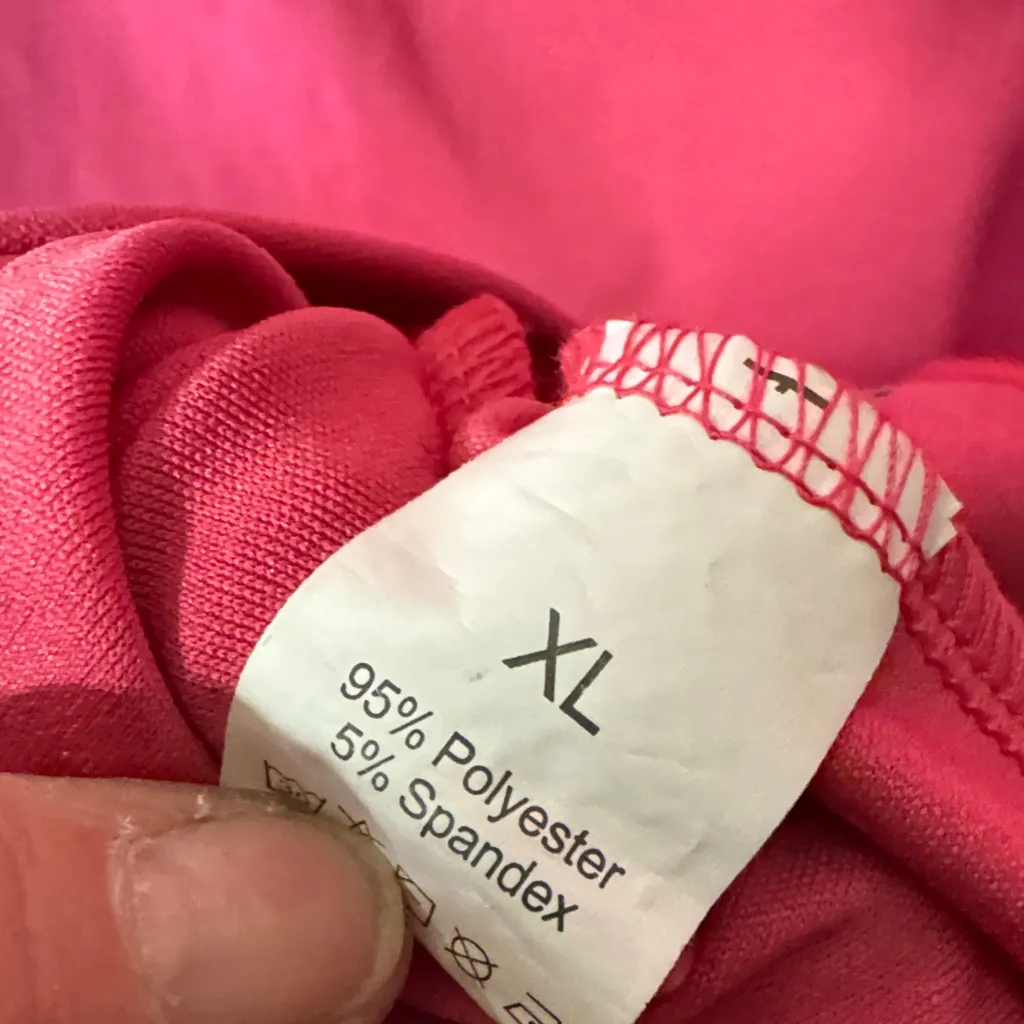 XL
95% Polyester
5% Spandex